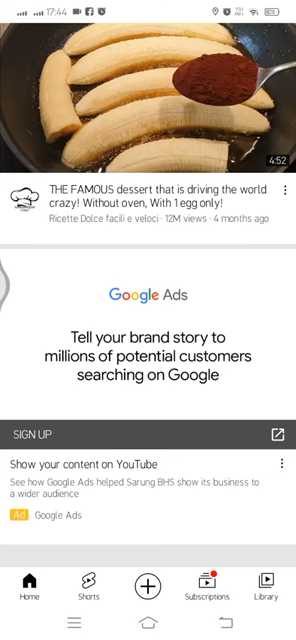 17:44
4:52
THE FAMOUS dessert that is driving the world
crazy! Without oven, With 1 egg only!
Ricette Dolce facili e veloci · 12M views · 4 months ago
Google Ads
Tell your brand story to
millions of potential customers
searching on Google
SIGN UP
Show your content on YouTube
See how Google Ads helped Sarung BHS show its business to
a wider audience
Ad Google Ads
Home Shorts Subscriptions Library